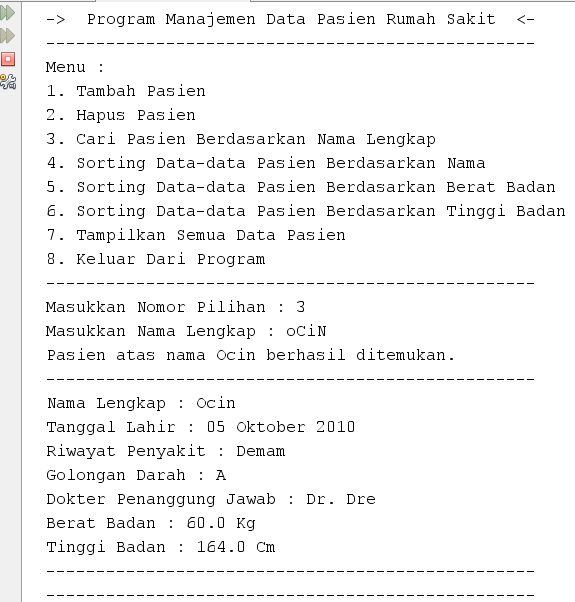 ->  Program Manajemen Data Pasien Rumah Sakit  <-
-------------------------------------------------
Menu :
1. Tambah Pasien
2. Hapus Pasien
3. Cari Pasien Berdasarkan Nama Lengkap
4. Sorting Data-data Pasien Berdasarkan Nama
5. Sorting Data-data Pasien Berdasarkan Berat Badan
6. Sorting Data-data Pasien Berdasarkan Tinggi Badan
7. Tampilkan Semua Data Pasien
8. Keluar Dari Program
-------------------------------------------------
Masukkan Nomor Pilihan : 3
Masukkan Nama Lengkap : oCiN
Pasien atas nama Ocin berhasil ditemukan.
-------------------------------------------------
Nama Lengkap : Ocin
Tanggal Lahir : 05 Oktober 2010
Riwayat Penyakit : Demam
Golongan Darah : A
Dokter Penanggung Jawab : Dr. Dre
Berat Badan : 60.0 Kg
Tinggi Badan : 164.0 Cm
-------------------------------------------------
-------------------------------------------------